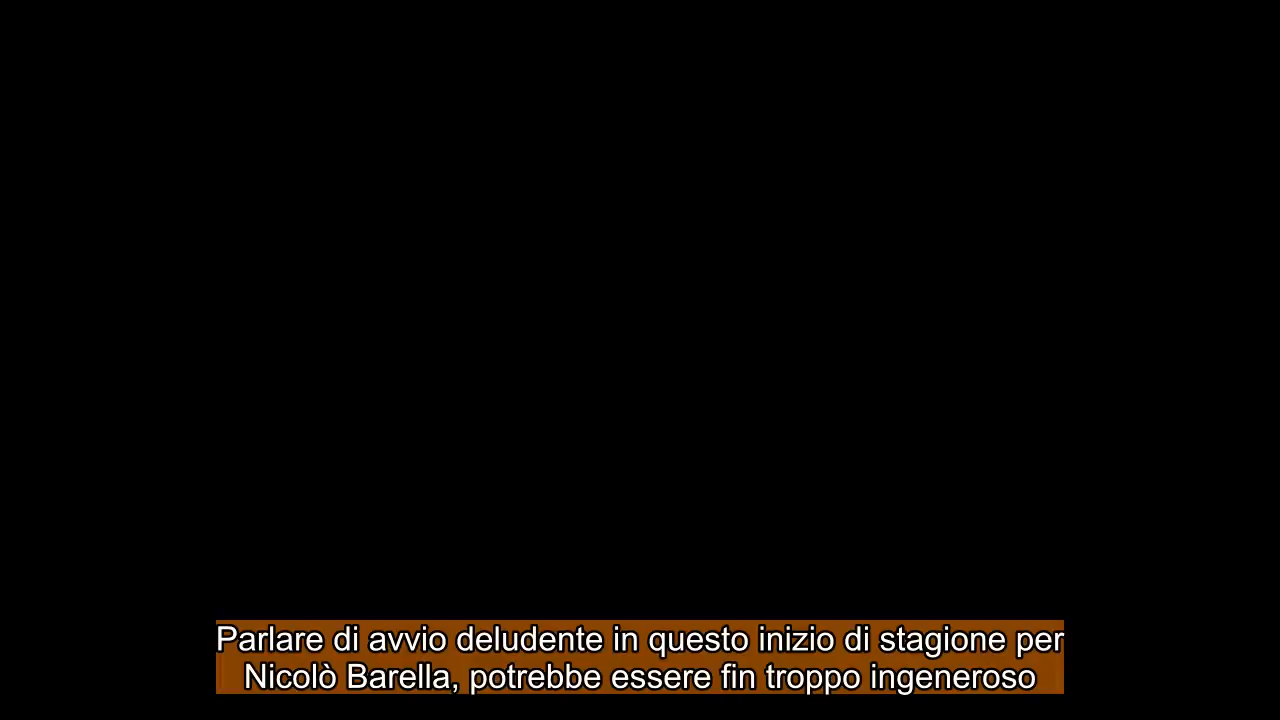 Parlare di avvio deludente in questo inizio di stagione per
Nicolò Barella, potrebbe essere fin troppo ingeneroso